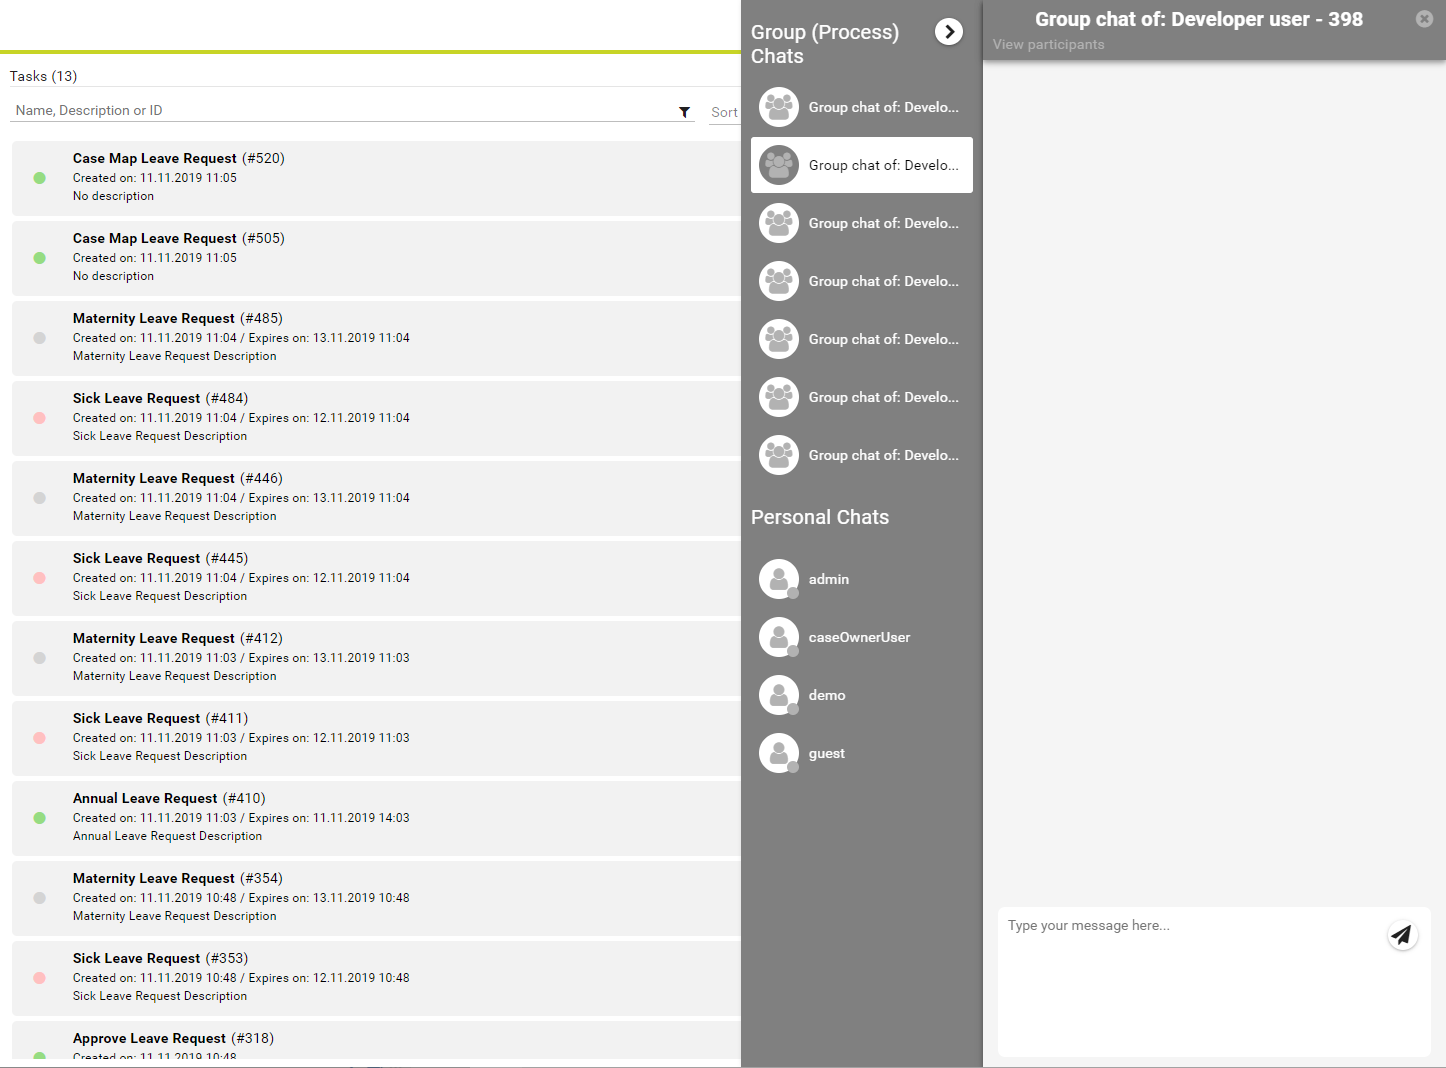 Tasks (13)
Name, Description or ID
Sort
Case Map Leave Request (#520)
Created on: 11.11.2019 11:05
No description
Case Map Leave Request (#505)
Created on: 11.11.2019 11:05
No description
Maternity Leave Request (#485)
Created on: 11.11.2019 11:04 / Expires on: 13.11.2019 11:04
Maternity Leave Request Description
Sick Leave Request (#484)
Created on: 11.11.2019 11:04 / Expires on: 12.11.2019 11:04
Sick Leave Request Description
Maternity Leave Request (#446)
Created on: 11.11.2019 11:04 / Expires on: 13.11.2019 11:04
Maternity Leave Request Description
Sick Leave Request (#445)
Created on: 11.11.2019 11:04 / Expires on: 12.11.2019 11:04
Sick Leave Request Description
Maternity Leave Request (#412)
Created on: 11.11.2019 11:03 / Expires on: 13.11.2019 11:03
Maternity Leave Request Description
Sick Leave Request (#411)
Created on: 11.11.2019 11:03 / Expires on: 12.11.2019 11:03
Sick Leave Request Description
Annual Leave Request (#410)
Created on: 11.11.2019 11:03 / Expires on: 11.11.2019 14:03
Annual Leave Request Description
Maternity Leave Request (#354)
Created on: 11.11.2019 10:48 / Expires on: 13.11.2019 10:48
Maternity Leave Request Description
Sick Leave Request (#353)
Created on: 11.11.2019 10:48 / Expires on: 12.11.2019 10:48
Sick Leave Request Description
Approve Leave Request (#318)
Created on: 11.11.2019 10:48
Group (Process)
Chats
Group chat of: Develo...
Group chat of: Develo...
Group chat of: Develo...
Group chat of: Develo...
Group chat of: Develo...
Group chat of: Develo...
Group chat of: Develo...
Personal Chats
admin
caseOwnerUser
demo
guest
Group chat of: Developer user - 398
View participants
Type your message here...